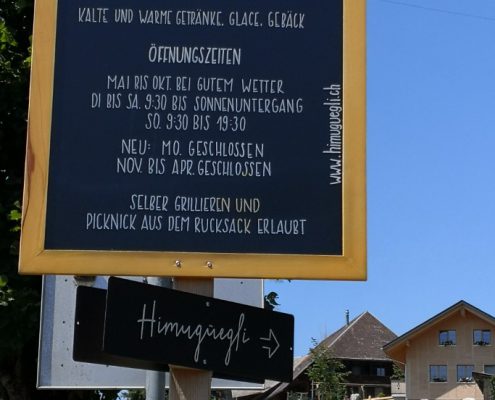 KALTE UND WARME GETRÄNKE, GLACE, GEBÄCK
ÖFFNUNGSZEITEN
MAI BIS OKT. BEI GUTEM WETTER
DI BIS SA. 9:30 BIS SONNENUNTERGANG
SO. 9:30 BIS 19:30
NEU: MO. GESCHLOSSEN
NOV. BIS APR. GESCHLOSSEN
SELBER GRILLIEREN UND
PICKNICK AUS DEM RUCKSACK ERLAUBT
www.himuguegli.ch
Himugüegli →